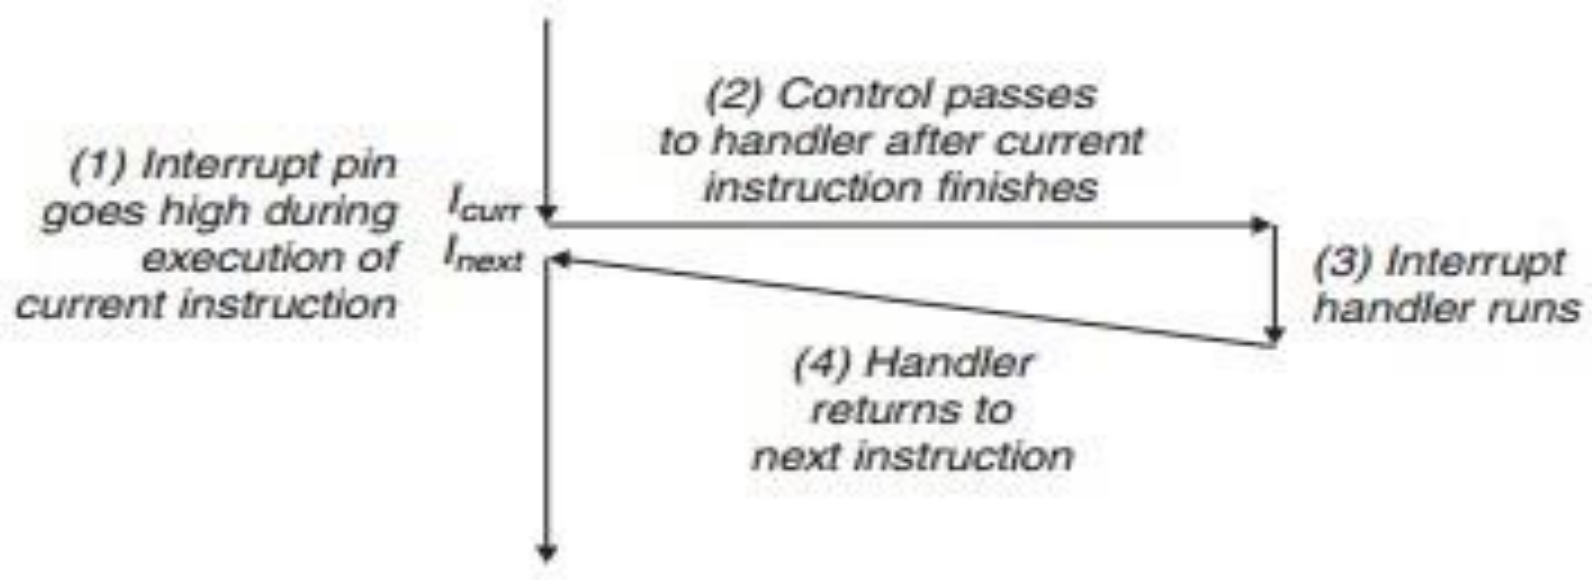 (1) Interrupt pin
goes high during
execution of
current instruction
Icurr
Inext
(2) Control passes
to handler after current
instruction finishes
(3) Interrupt
handler runs
(4) Handler
returns to
next instruction